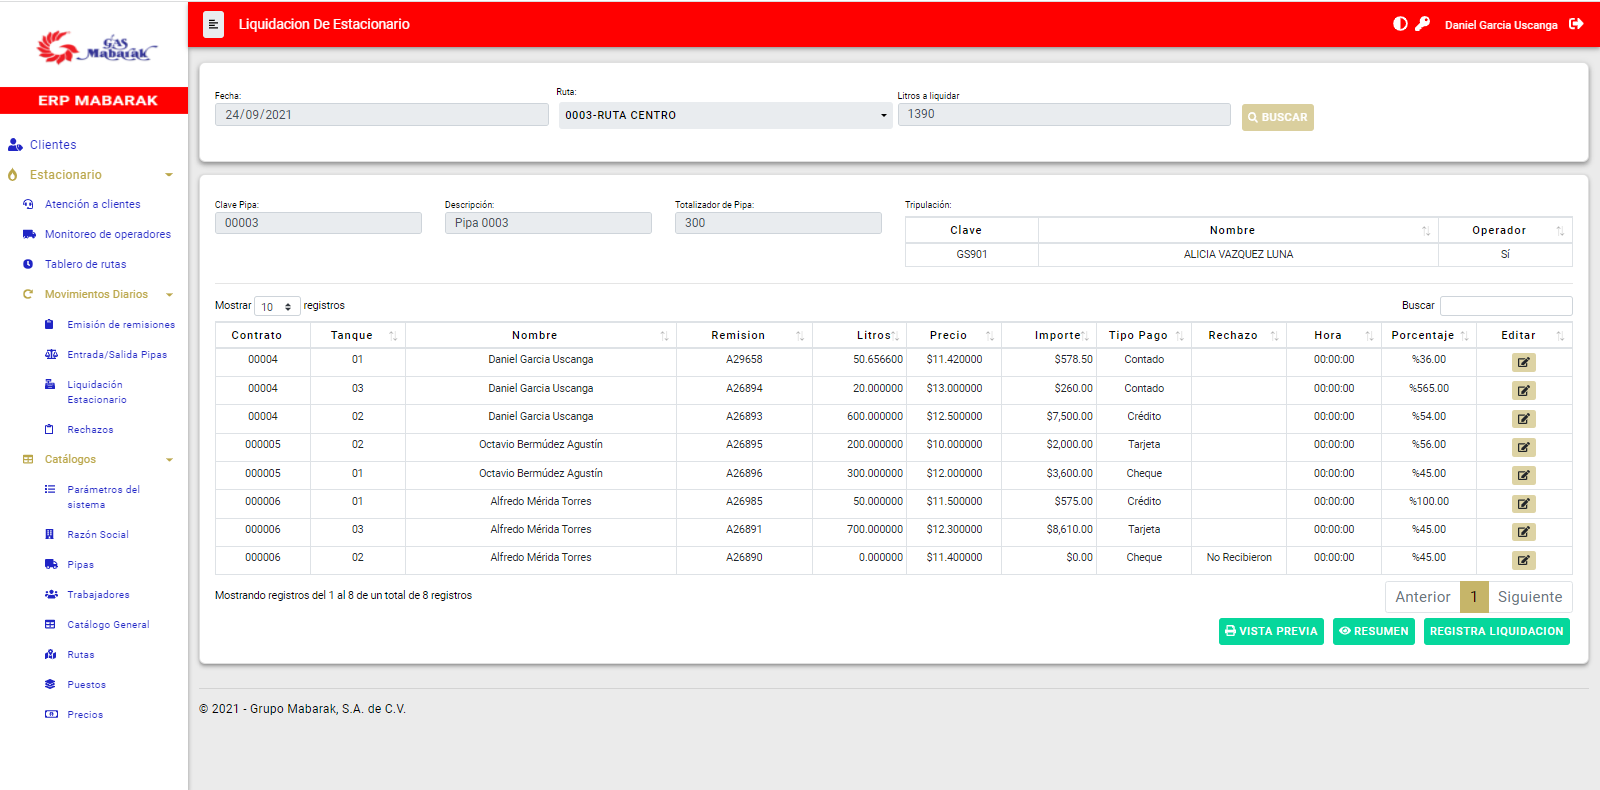 GAS
Mabarak
ERP MABARAK
Clientes
Estacionario
Atención a clientes
Monitoreo de operadores
Tablero de rutas
Movimientos Diarios
Emisión de remisiones
Entrada/Salida Pipas
Liquidación
Estacionario
Rechazos
Catálogos
Parámetros del
sistema
Razón Social
Pipas
Trabajadores
Catálogo General
Rutas
Puestos
Precios
Liquidacion De Estacionario
Daniel Garcia Uscanga
Fecha: Ruta: Litros a liquidar
24/09/2021 0003-RUTA CENTRO 1390 BUSCAR
Clave Pipa: Descripción: Totalizador de Pipa: Tripulación:
00003 Pipa 0003 300
Clave Nombre Operador
GS901 ALICIA VAZQUEZ LUNA Sí
Mostrar 10 registros Buscar
Contrato Tanque Nombre Remision Litros Precio Importe Tipo Pago Rechazo Hora Porcentaje Editar
00004 01 Daniel Garcia Uscanga A29658 50.656600 $11.420000 $578.50 Contado 00:00:00 %36.00
00004 03 Daniel Garcia Uscanga A26894 20.000000 $13.000000 $260.00 Contado 00:00:00 %565.00
00004 02 Daniel Garcia Uscanga A26893 600.000000 $12.500000 $7,500.00 Crédito 00:00:00 %54.00
000005 02 Octavio Bermúdez Agustín A26895 200.000000 $10.000000 $2,000.00 Tarjeta 00:00:00 %56.00
000005 01 Octavio Bermúdez Agustín A26896 300.000000 $12.000000 $3,600.00 Cheque 00:00:00 %45.00
000006 01 Alfredo Mérida Torres A26985 50.000000 $11.500000 $575.00 Crédito 00:00:00 %100.00
000006 03 Alfredo Mérida Torres A26891 700.000000 $12.300000 $8,610.00 Tarjeta 00:00:00 %45.00
000006 02 Alfredo Mérida Torres A26890 0.000000 $11.400000 $0.00 Cheque No Recibieron 00:00:00 %45.00
Mostrando registros del 1 al 8 de un total de 8 registros
Anterior 1 Siguiente
VISTA PREVIA RESUMEN REGISTRA LIQUIDACION
© 2021 - Grupo Mabarak, S.A. de C.V.